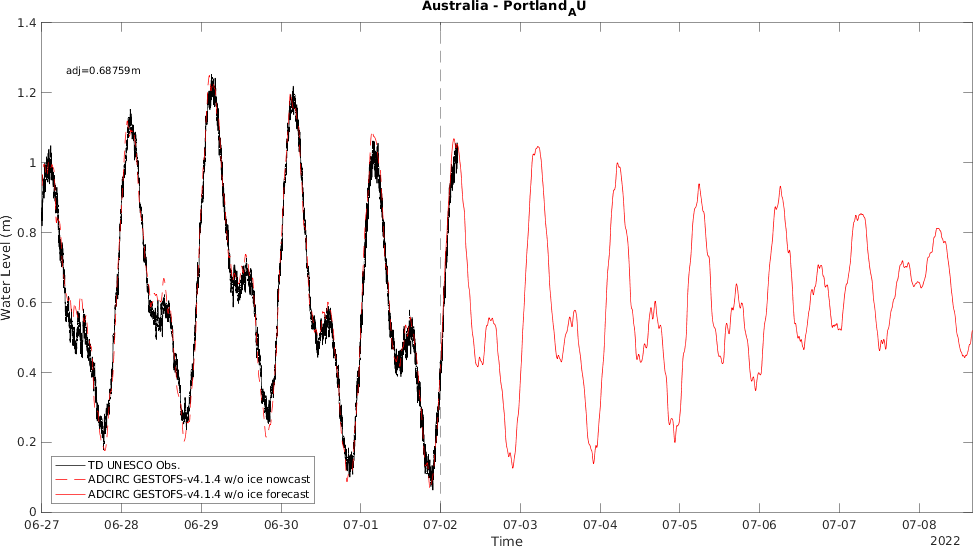 Australia - Portland_AU
1.4
adj=0.68759m
1.2
1
0.8
Water Level (m)
0.6
0.4
0.2
TD UNESCO Obs.
ADCIRC GESTOFS-v4.1.4 w/o ice nowcast
ADCIRC GESTOFS-v4.1.4 w/o ice forecast
0
06-27 06-28 06-29 06-30 07-01 07-02 07-03 07-04 07-05 07-06 07-07 07-08
Time
2022